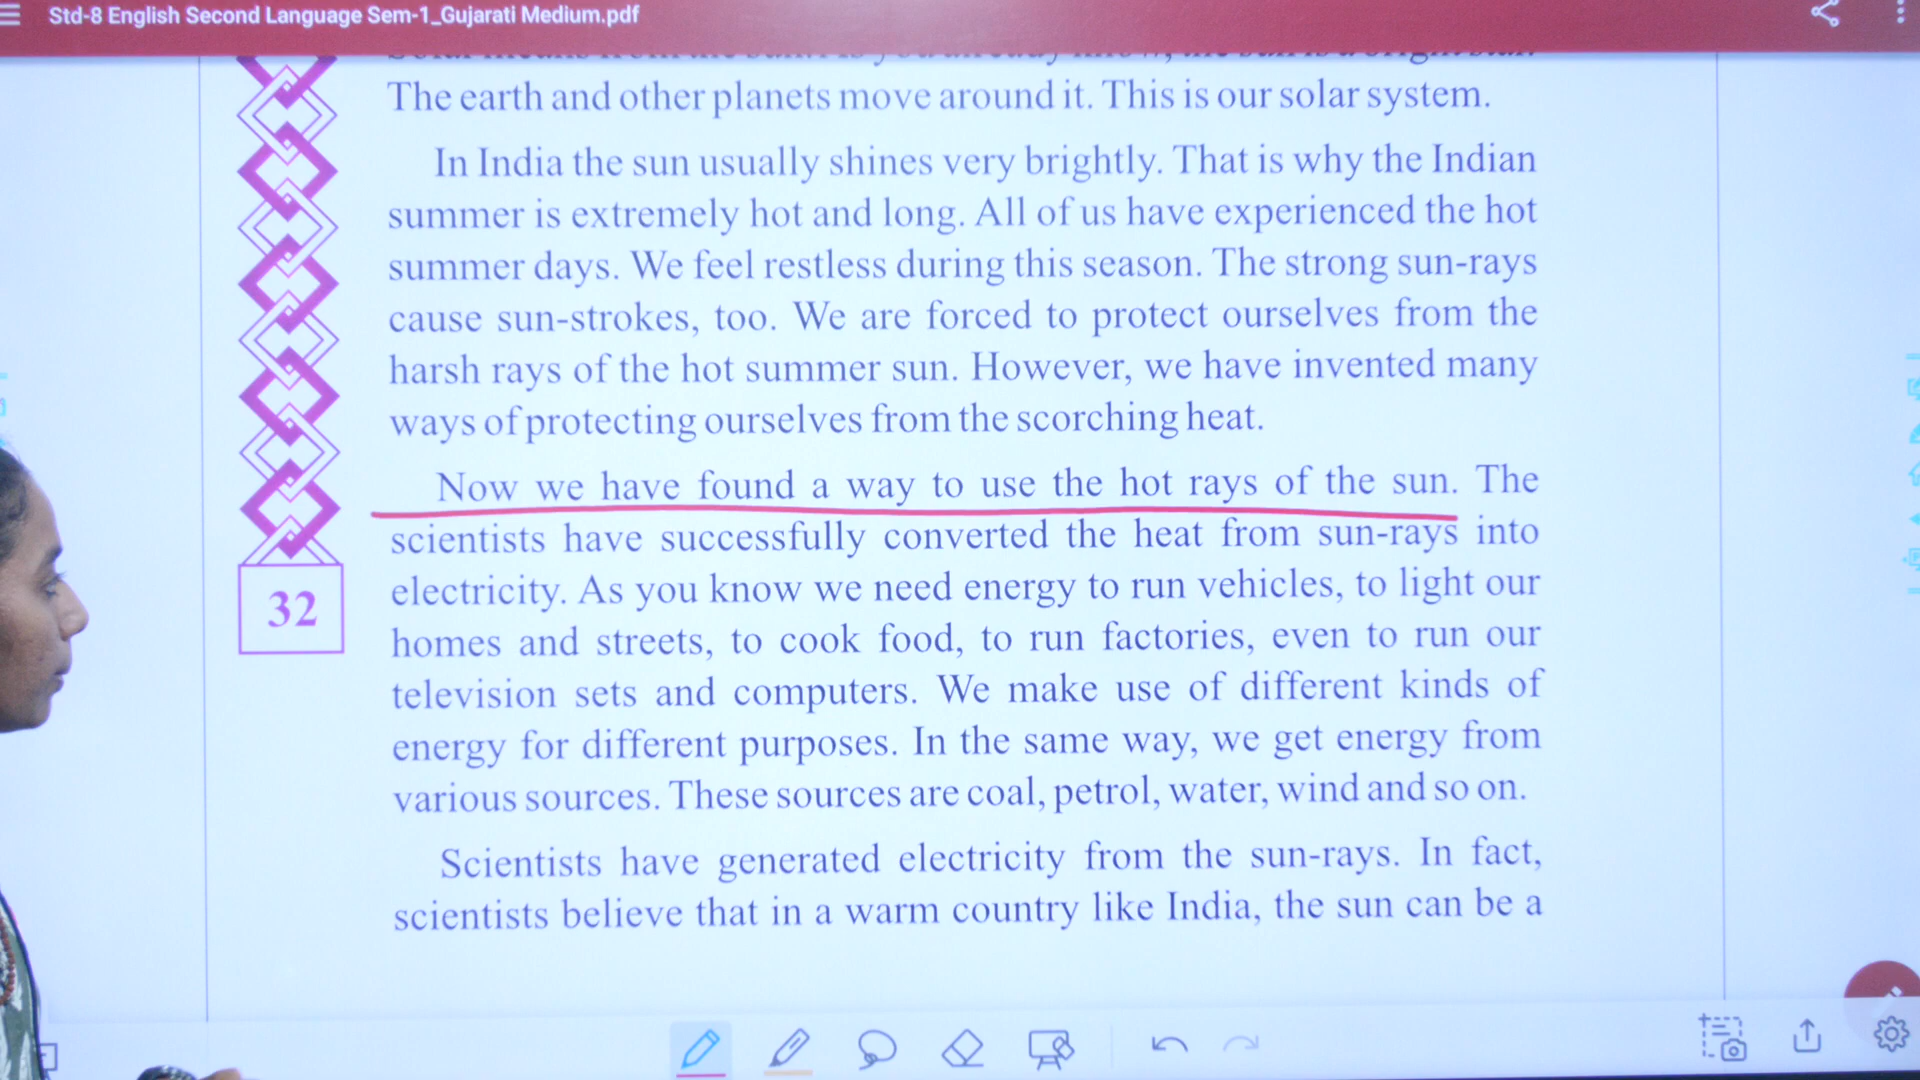 Std-8 English Second Language Sem-1_Gujarati Medium.pdf
The earth and other planets move around it. This is our solar system.
In India the sun usually shines very brightly. That is why the Indian
summer is extremely hot and long. All of us have experienced the hot
summer days. We feel restless during this season. The strong sun-rays
cause sun-strokes, too. We are forced to protect ourselves from the
harsh rays of the hot summer sun. However, we have invented many
ways of protecting ourselves from the scorching heat.
Now we have found a way to use the hot rays of the sun. The
scientists have successfully converted the heat from sun-rays into
electricity. As you know we need energy to run vehicles, to light our
homes and streets, to cook food, to run factories, even to run our
television sets and computers. We make use of different kinds of
energy for different purposes. In the same way, we get energy from
various sources. These sources are coal, petrol, water, wind and so on.
Scientists have generated electricity from the sun-rays. In fact,
scientists believe that in a warm country like India, the sun can be a
32